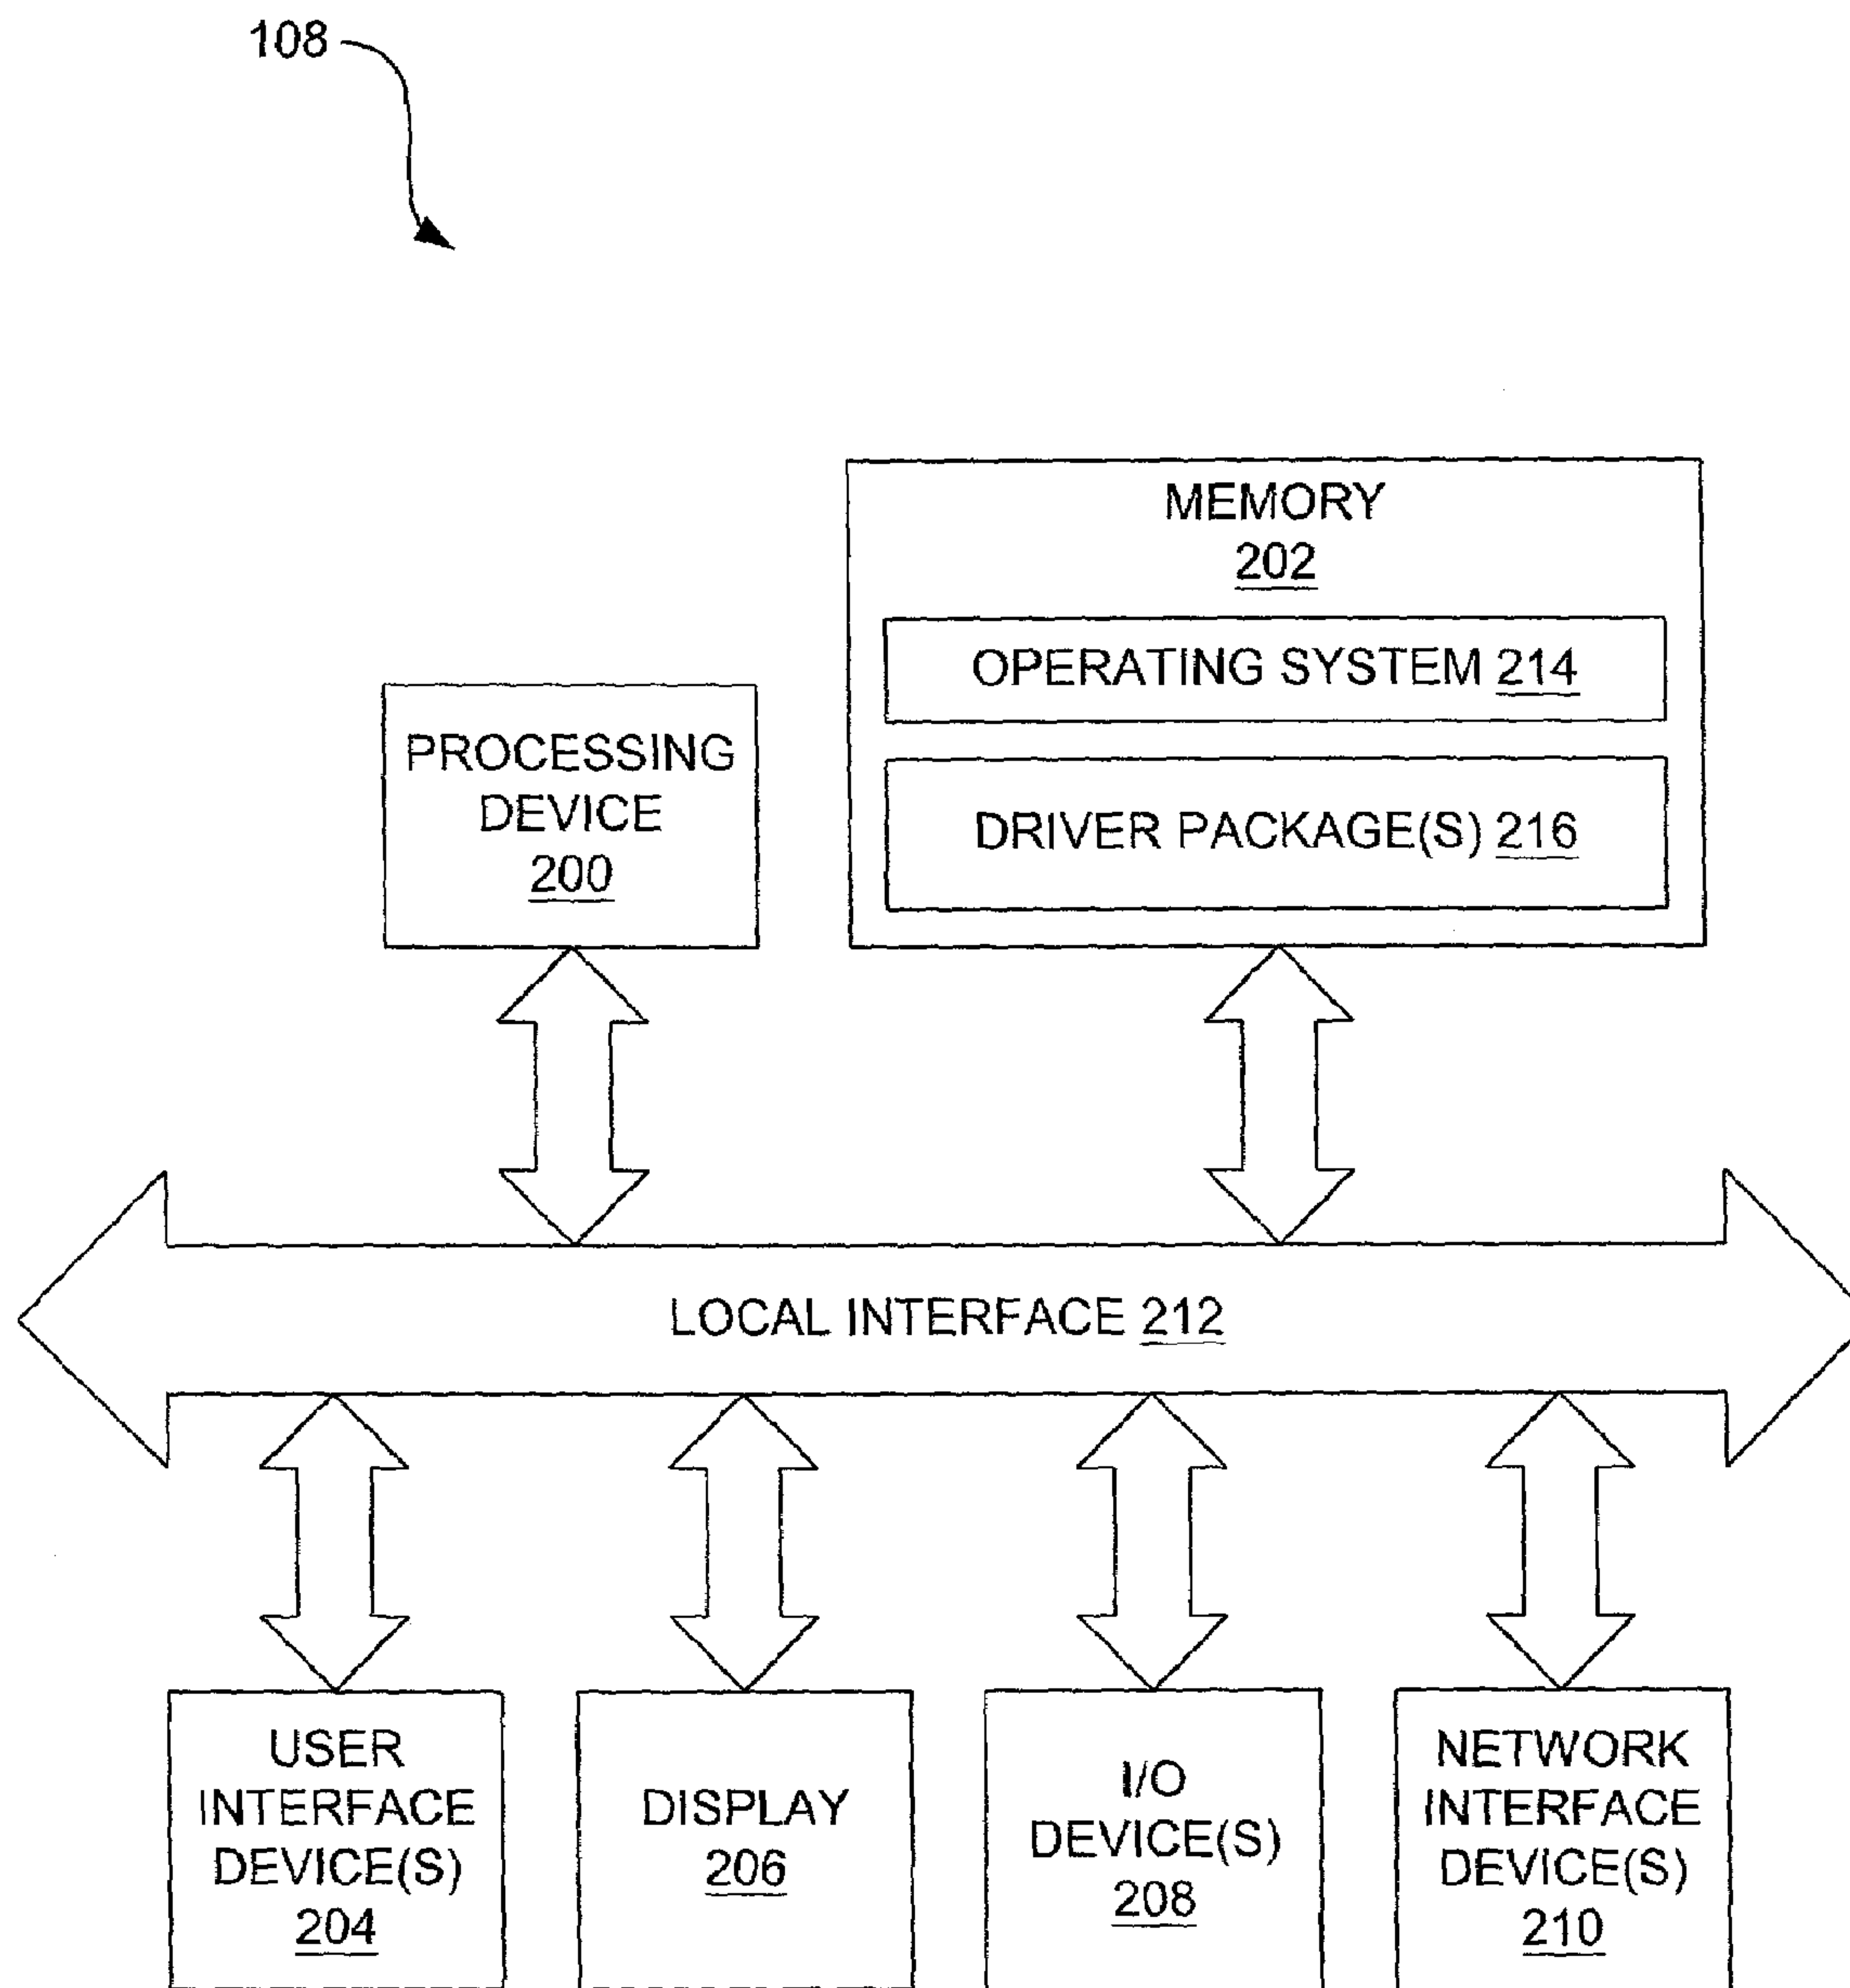 108
MEMORY
202
OPERATING SYSTEM 214
DRIVER PACKAGE(S) 216
PROCESSING
DEVICE
200
LOCAL INTERFACE 212
USER
INTERFACE
DEVICE(S)
204
DISPLAY
206
I/O
DEVICE(S)
208
NETWORK
INTERFACE
DEVICE(S)
210